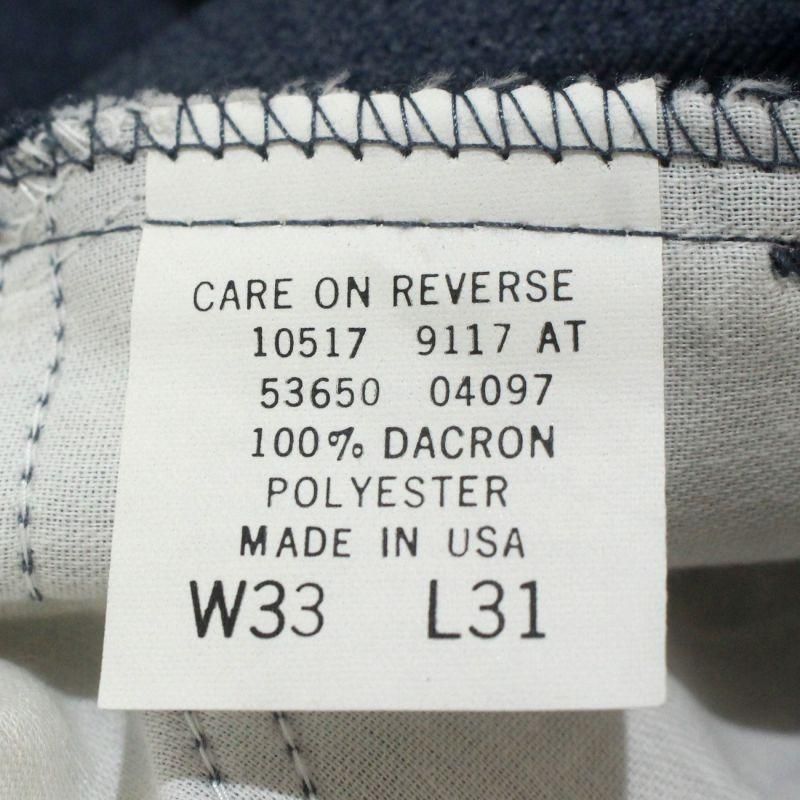 CARE ON REVERSE
10517 9117 AT
53650 04097
100% DACRON
POLYESTER
MADE IN USA
W33 L31